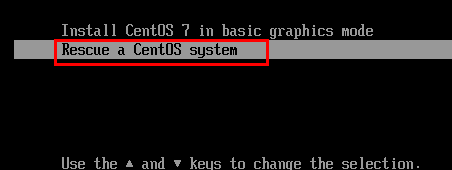 Install CentOS 7 in basic graphics mode
Rescue a CentOS system
Use the ▲ and ▼ keys to change the selection.